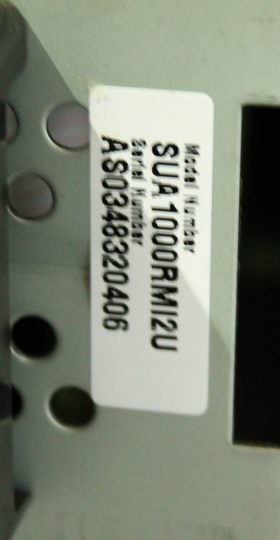 Model Number
SUA1000RMI2U
Serial Number
AS0348320406